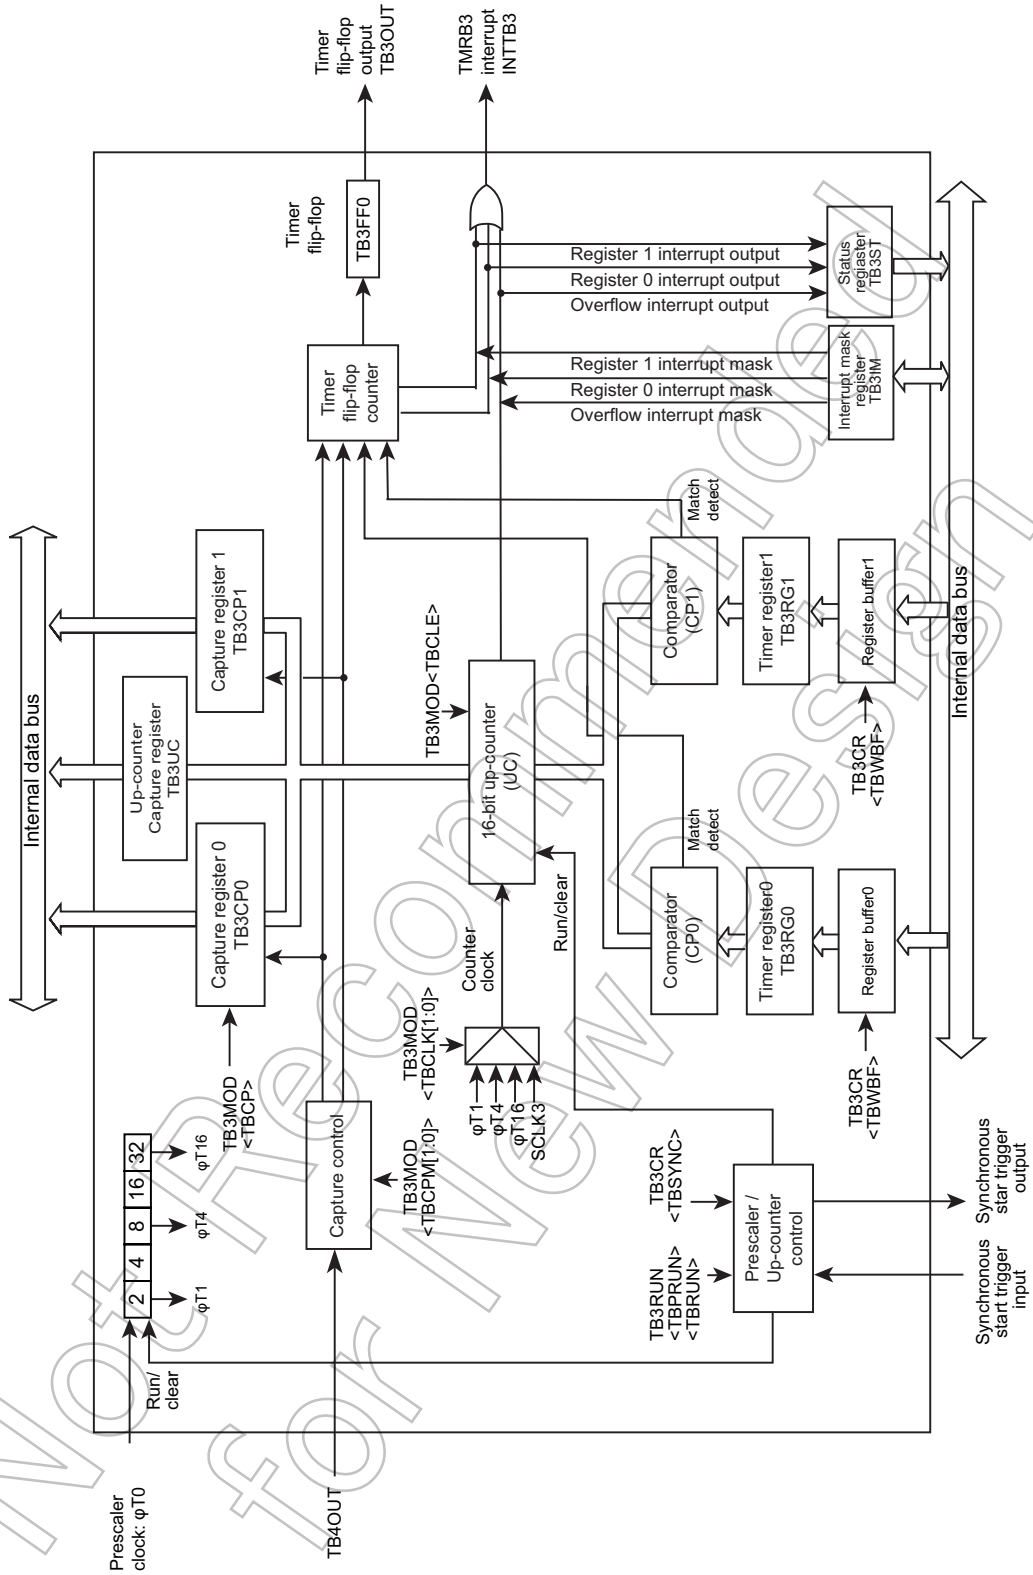 Prescaler
clock: φT0
Run/
clear
2
4
8
16
32
φT1
φT4
φT16
TB3MOD
<TBCP>
Internal data bus
Capture register 0
TB3CP0
Up-counter
Capture register
TB3UC
Capture register 1
TB3CP1
TB4OUT
Capture control
TB3MOD
<TBCPM[1:0]>
TB3MOD
<TBCLK[1:0]>
φT1
φT4
φT16
SCLK3
Counter
clock
TB3MOD<TBCLE>
16-bit up-counter
(UC)
Run/clear
Timer
flip-flop
counter
Timer
flip-flop
TB3FF0
Timer
flip-flop
output
TB3OUT
TMRB3
interrupt
INTTB3
Register 1 interrupt output
Register 0 interrupt output
Overflow interrupt output
Register 1 interrupt mask
Register 0 interrupt mask
Overflow interrupt mask
Status
regiaster
TB3ST
Interrupt mask
register
TB3IM
TB3RUN
<TBPRUN>
<TBRUN>
TB3CR
<TBSYNC>
Prescaler /
Up-counter
control
Synchronous
start trigger
input
Synchronous
star trigger
output
Match
detect
Comparator
(CP0)
Timer register0
TB3RG0
Register buffer0
TB3CR
<TBWBF>
Match
detect
Comparator
(CP1)
Timer register1
TB3RG1
Register buffer1
TB3CR
<TBWBF>
Internal data bus
Not Recommended
for New Design